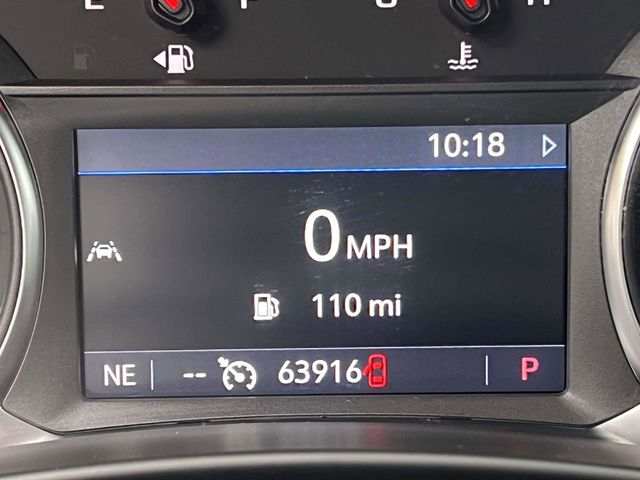 E F C H
10:18
0 MPH
110 mi
NE -- 63916 P